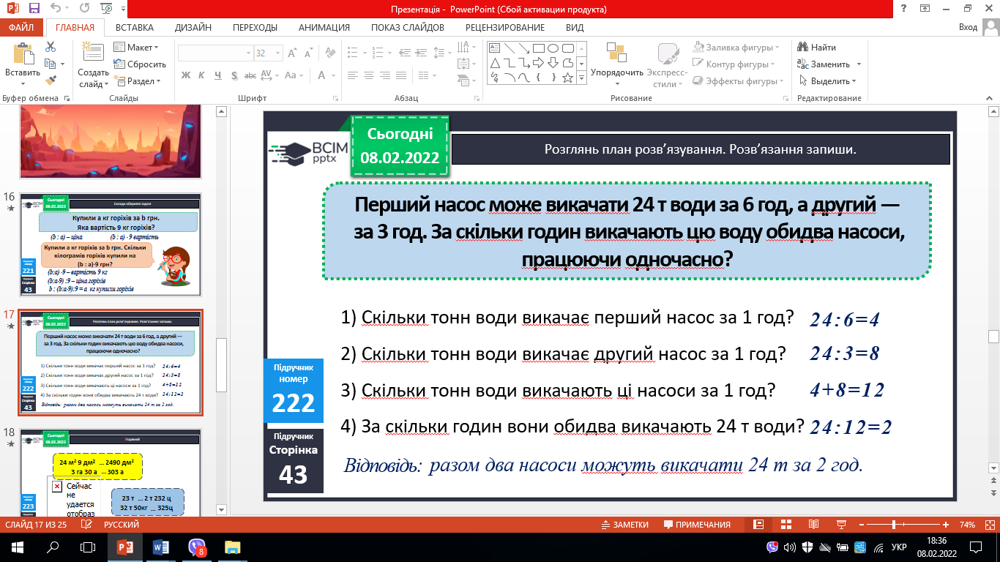 Презентація - PowerPoint (Сбой активации продукта)
ФАЙЛ ГЛАВНАЯ ВСТАВКА ДИЗАЙН ПЕРЕХОДЫ АНИМАЦИЯ ПОКАЗ СЛАЙДОВ РЕЦЕНЗИРОВАНИЕ ВИД Вход
Вставить
Буфер обмена
Создать слайд
Макет
Сбросить
Раздел
Слайды
32
Ж К Ч S abc AV Aa A
Шрифт
Абзац
Упорядочить
Экспресс-стили
Заливка фигуры
Контур фигуры
Эффекты фигуры
Рисование
Найти
Заменить
Выделить
Редактирование
16
Сьогодні
08.02.2022
Склади обернені задачі
Купили а кг горіхів за b грн.
Яка вартість 9 кг горіхів?
(b : a) – ціна (b : a) ∙ 9 вартість
Купили а кг горіхів за b грн. Скільки
кілограмів горіхів купили на
(b : a)∙9 грн?
(b:a) ∙9 – вартість 9 кг
(b:a∙9) :9 – ціна горіхів
b : (b:a∙9):9 = a кг купили горіхів
221
Сторінка
43
17
Сьогодні
08.02.2022
Розглянь план розв’язування. Розв’язання запиши.
Перший насос може викачати 24 т води за 6 год, а другий —
за 3 год. За скільки годин викачають цю воду обидва насоси,
працюючи одночасно?
1) Скільки тонн води викачає перший насос за 1 год? 24:6=4
2) Скільки тонн води викачає другий насос за 1 год? 24:3=8
3) Скільки тонн води викачають ці насоси за 1 год? 4+8=12
4) За скільки годин вони обидва викачають 24 т води? 24:12=2
Відповідь: разом два насоси можуть викачати 24 т за 2 год.
222
Сторінка
43
18
Сьогодні
08.02.2022
Порівняй
24 м² 9 дм² ... 2490 дм²
3 га 30 а ... 303 а
Сейчас
не
удается
отобраз
23 т ... 2 т 232 ц
32 т 50кг ... 325ц
223
ВСІМ
pptx
Сьогодні
08.02.2022
Розглянь план розв’язування. Розв’язання запиши.
Перший насос може викачати 24 т води за 6 год, а другий —
за 3 год. За скільки годин викачають цю воду обидва насоси,
працюючи одночасно?
1) Скільки тонн води викачає перший насос за 1 год? 24:6=4
2) Скільки тонн води викачає другий насос за 1 год? 24:3=8
3) Скільки тонн води викачають ці насоси за 1 год? 4+8=12
4) За скільки годин вони обидва викачають 24 т води? 24:12=2
Відповідь: разом два насоси можуть викачати 24 т за 2 год.
Підручник
номер
222
Підручник
Сторінка
43
СЛАЙД 17 ИЗ 25 РУССКИЙ ЗАМЕТКИ ПРИМЕЧАНИЯ 74%
8
УКР
18:36
08.02.2022